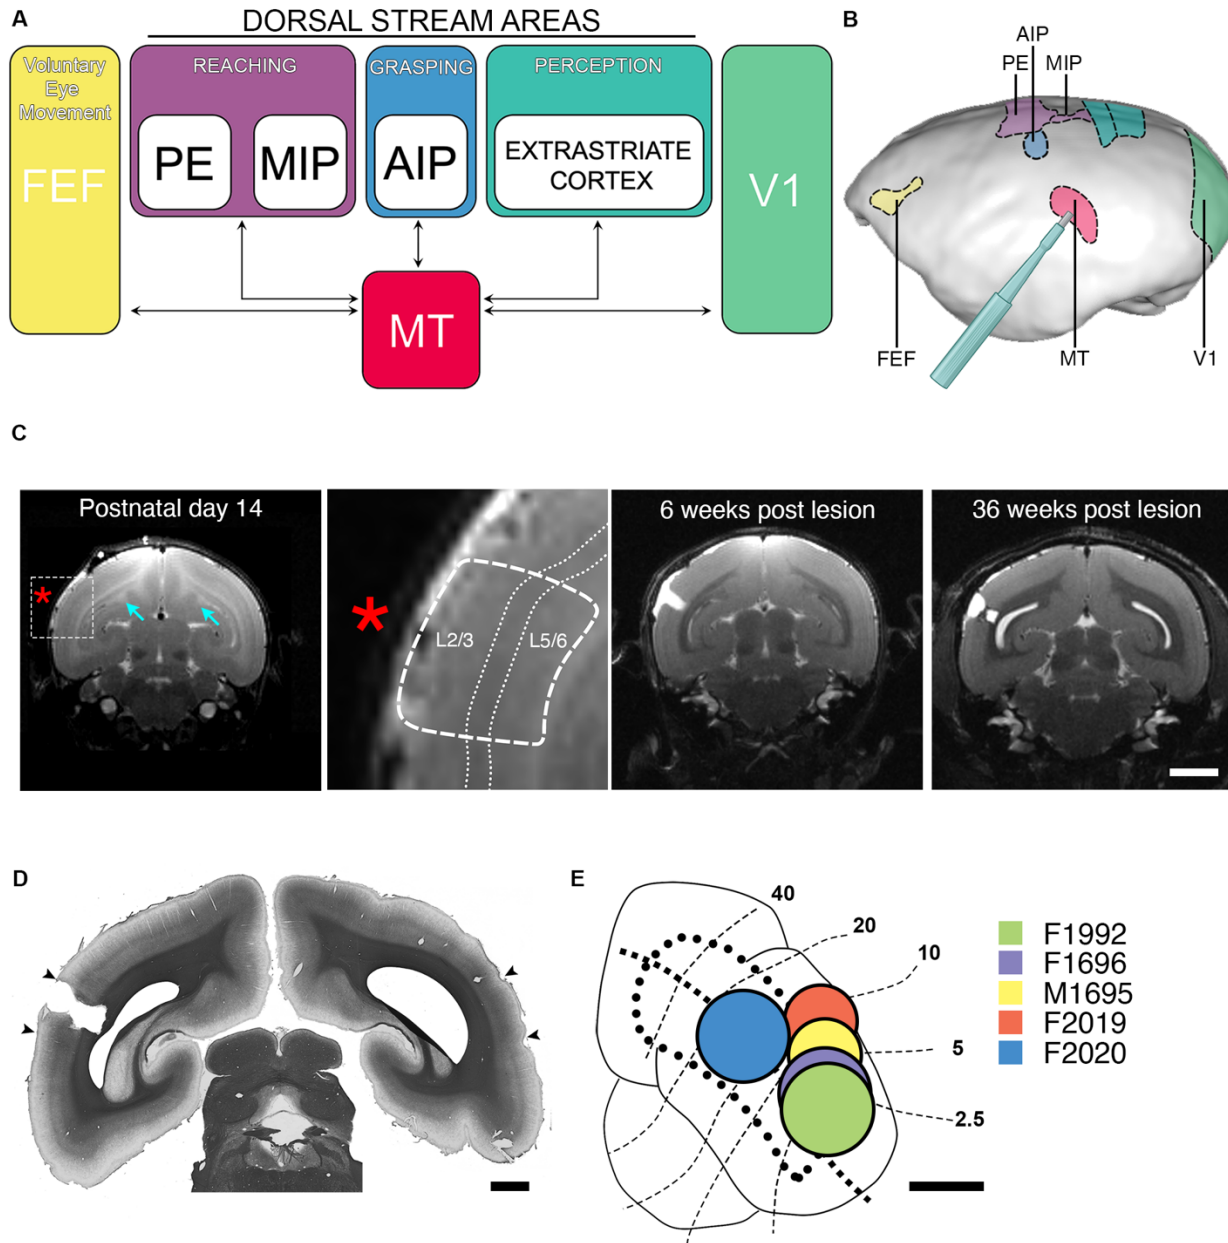 A
DORSAL STREAM AREAS
Voluntary
Eye
Movement
FEF
REACHING
PE
MIP
GRASPING
AIP
PERCEPTION
EXTRASTRIATE
CORTEX
V1
MT
B
AIP
PE
MIP
FEF
MT
V1
C
Postnatal day 14
*
*
L2/3
L5/6
6 weeks post lesion
36 weeks post lesion
D
E
40
20
10
5
2.5
F1992
F1696
M1695
F2019
F2020